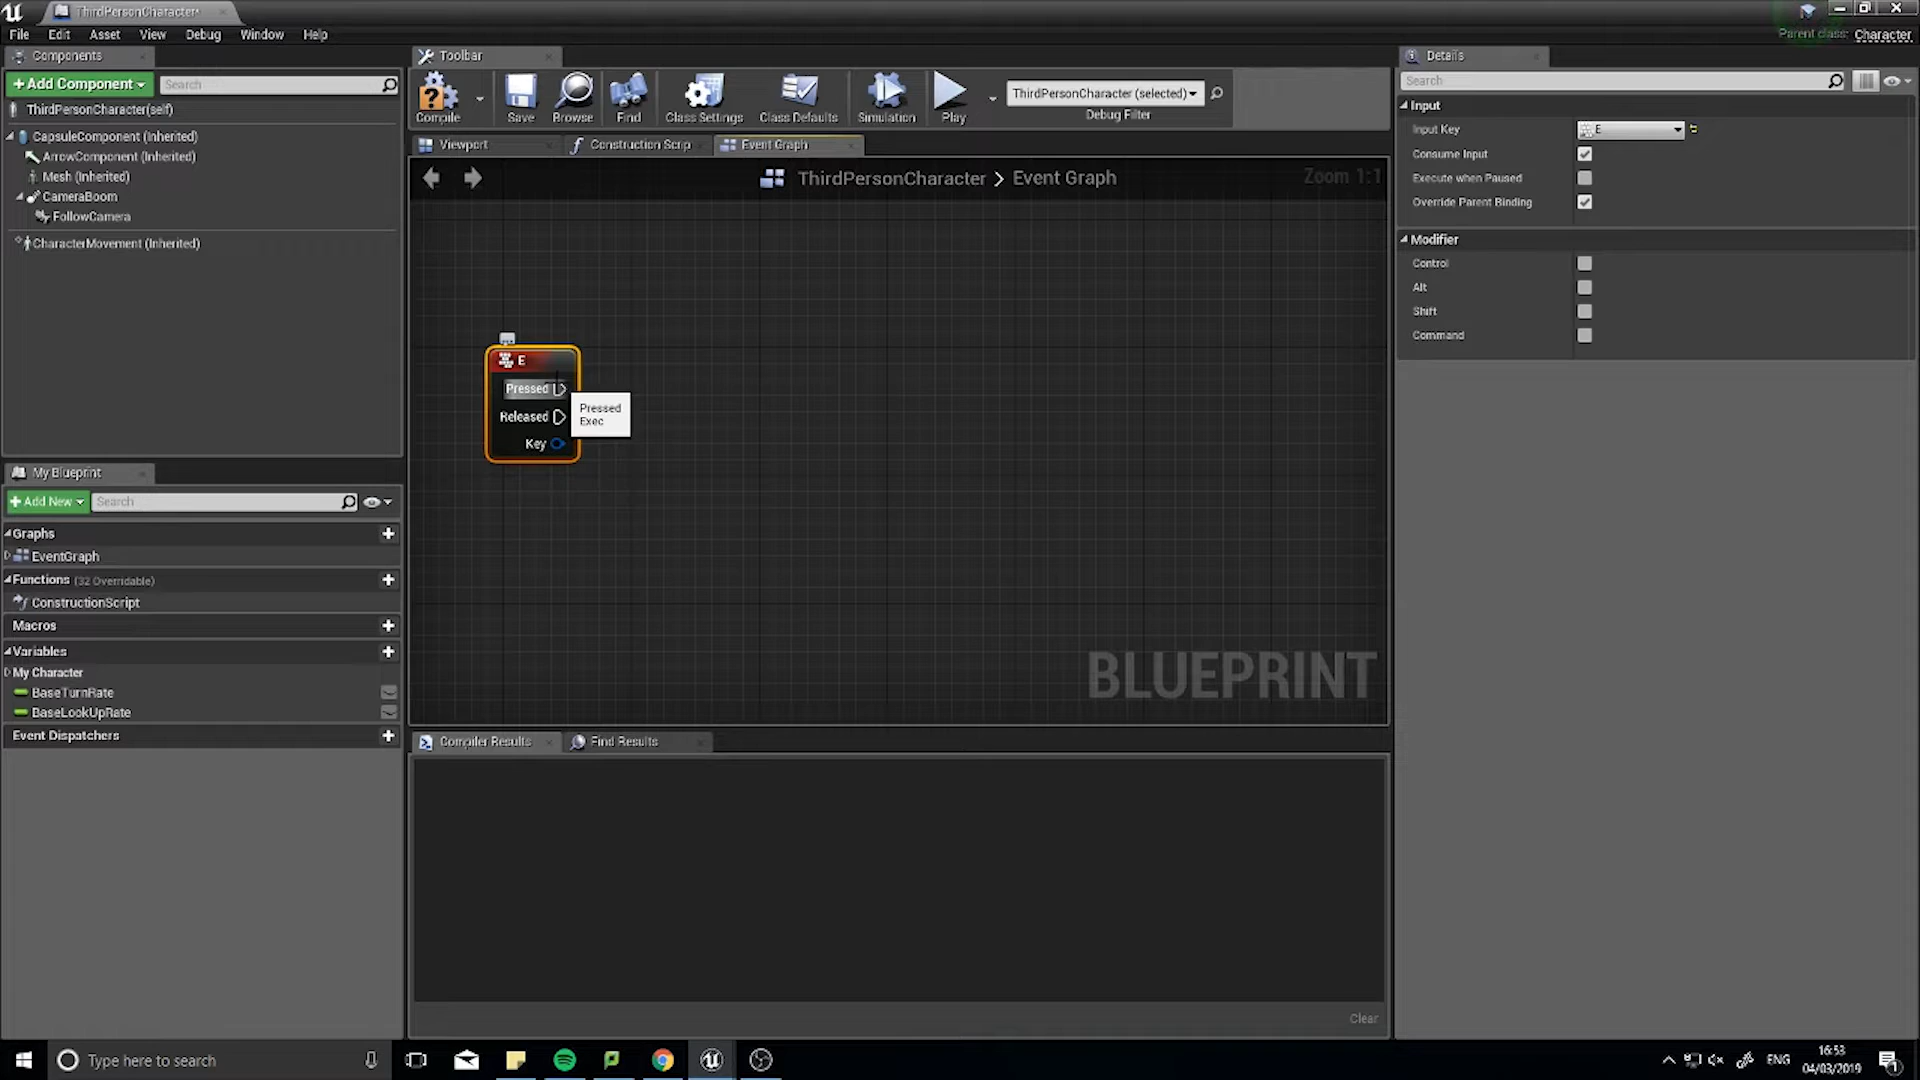 ThirdPersonCharacter*
File Edit Asset View Debug Window Help
Parent class: Character
Components
+Add Component
Search
ThirdPersonCharacter(self)
CapsuleComponent (Inherited)
ArrowComponent (Inherited)
Mesh (Inherited)
CameraBoom
FollowCamera
CharacterMovement (Inherited)
My Blueprint
+Add New
Search
Graphs
EventGraph
Functions (32 Overridable)
ConstructionScript
Macros
Variables
My Character
BaseTurnRate
BaseLookUpRate
Event Dispatchers
Toolbar
Compile Save Browse Find Class Settings Class Defaults Simulation Play
ThirdPersonCharacter (selected)
Debug Filter
Viewport
Construction Scrip
Event Graph
ThirdPersonCharacter > Event Graph
Zoom 1:1
E
Pressed
Released
Key
Pressed
Exec
BLUEPRINT
Compiler Results
Find Results
Clear
Details
Search
Input
Input Key E
Consume Input
Execute when Paused
Override Parent Binding
Modifier
Control
Alt
Shift
Command
Type here to search
ENG
16:53
04/03/2019